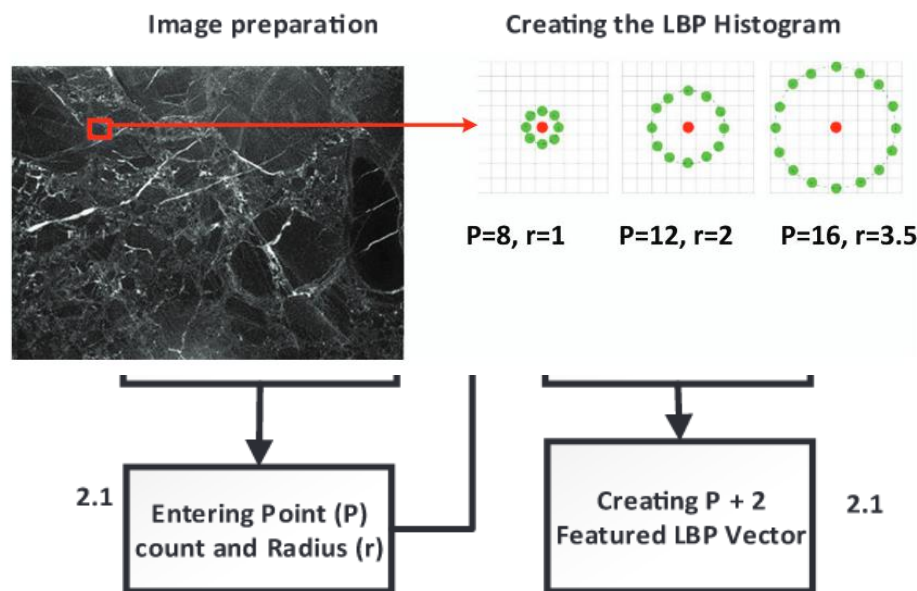 Image preparation
Creating the LBP Histogram
P=8, r=1
P=12, r=2
P=16, r=3.5
2.1
Entering Point (P)
count and Radius (r)
Creating P + 2
Featured LBP Vector
2.1